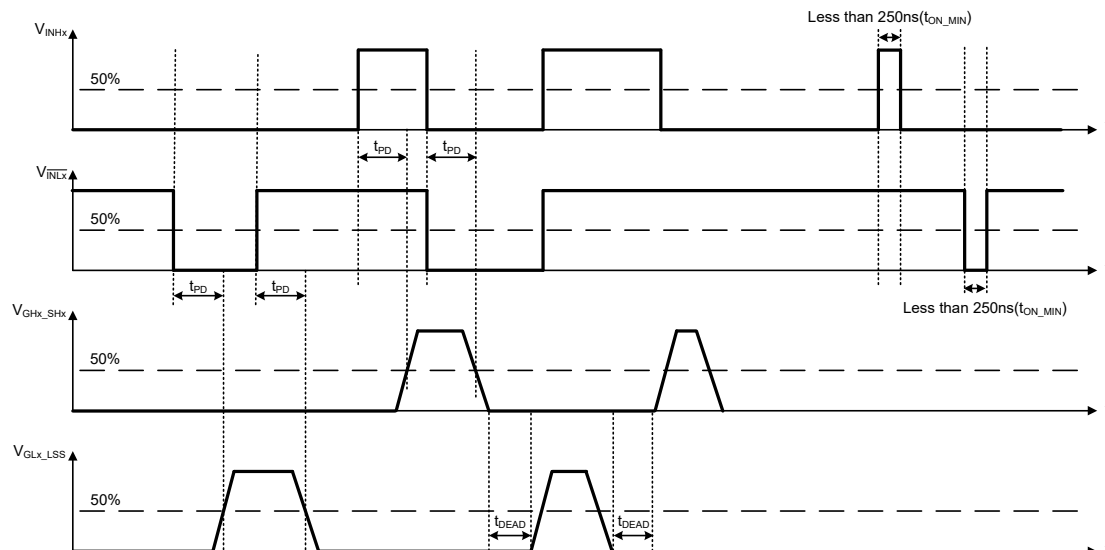 Less than 250ns(tON_MIN)
VINHx
50%
tPD tPD
VINLx
50%
tPD tPD
Less than 250ns(tON_MIN)
VGHx_SHx
50%
VGLx_LSS
50%
tDEAD tDEAD